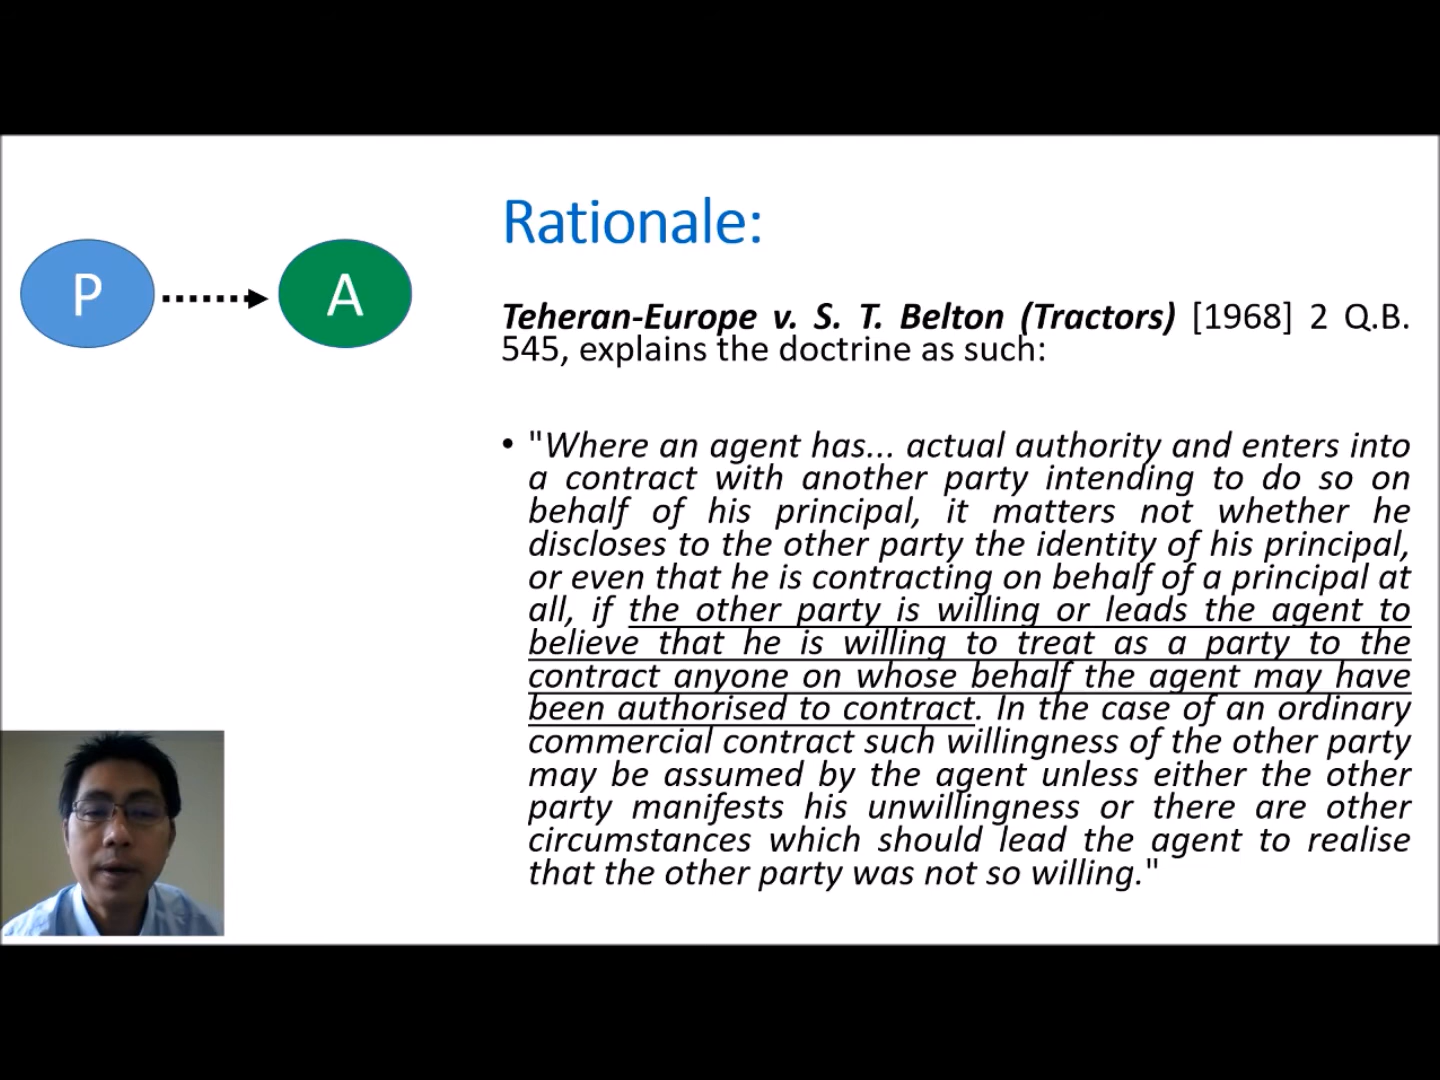 P
A
Rationale:
Teheran-Europe v. S. T. Belton (Tractors) [1968] 2 Q.B.
545, explains the doctrine as such:
• "Where an agent has... actual authority and enters into
a contract with another party intending to do so on
behalf of his principal, it matters not whether he
discloses to the other party the identity of his principal,
or even that he is contracting on behalf of a principal at
all, if the other party is willing or leads the agent to
believe that he is willing to treat as a party to the
contract anyone on whose behalf the agent may have
been authorised to contract. In the case of an ordinary
commercial contract such willingness of the other party
may be assumed by the agent unless either the other
party manifests his unwillingness or there are other
circumstances which should lead the agent to realise
that the other party was not so willing."